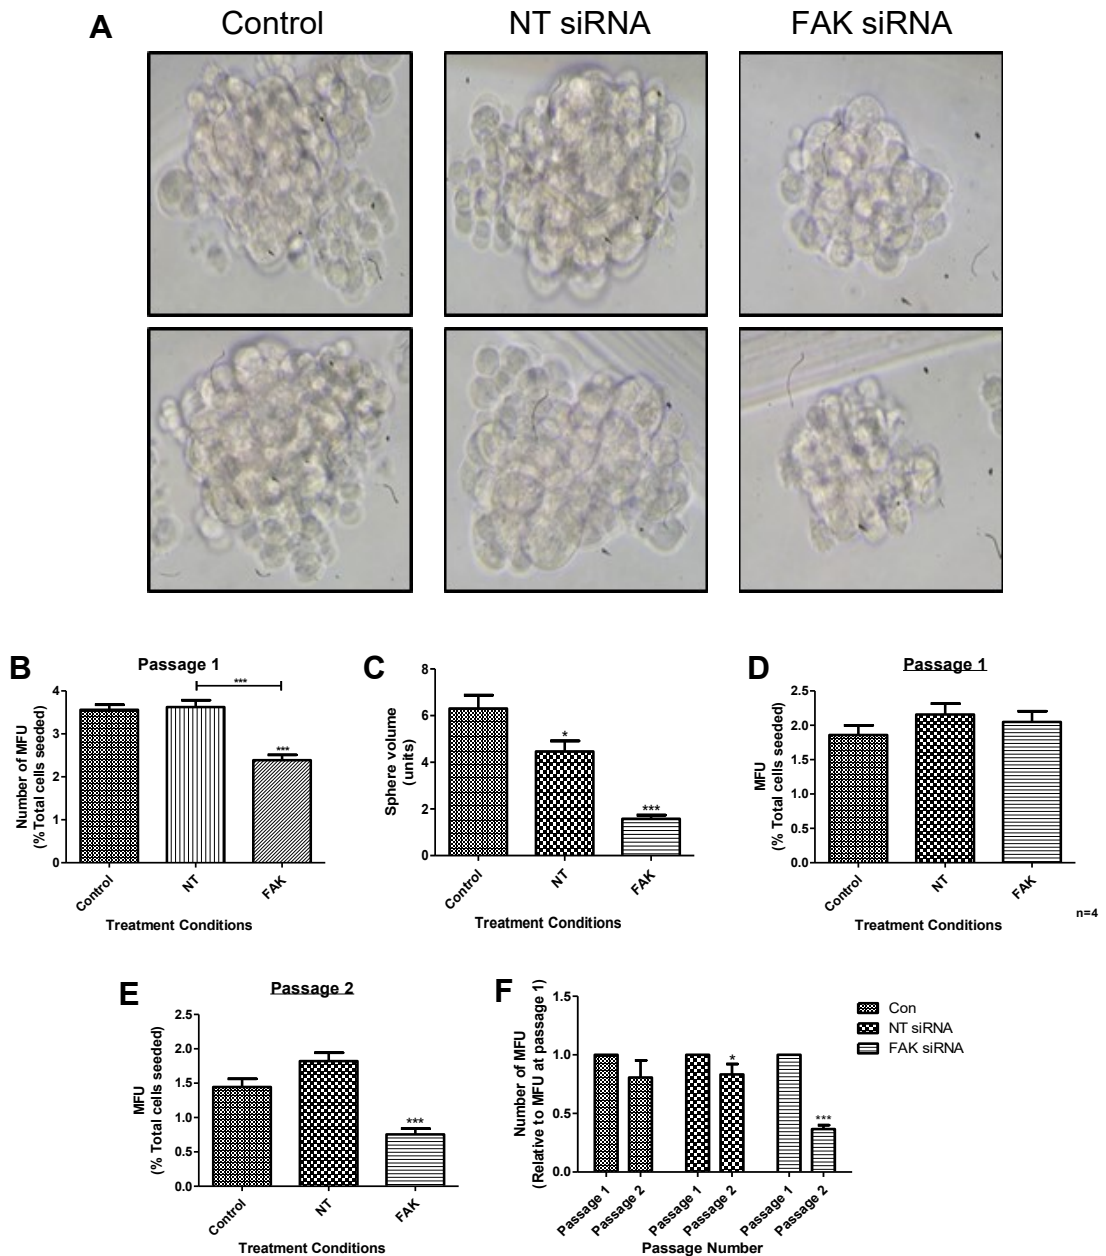 A
Control
NT siRNA
FAK siRNA
B
Passage 1
***
***
Number of MFU
(% Total cells seeded)
4
3
2
1
0
Control
NT
FAK
Treatment Conditions
C
*
***
Sphere volume
(units)
8
6
4
2
0
Control
NT
FAK
Treatment Conditions
D
Passage 1
MFU
(% Total cells seeded)
2.5
2.0
1.5
1.0
0.5
0.0
Control
NT
FAK
Treatment Conditions
n=4
E
Passage 2
***
MFU
(% Total cells seeded)
2.5
2.0
1.5
1.0
0.5
0.0
Control
NT
FAK
Treatment Conditions
F
*
***
Number of MFU
(Relative to MFU at passage 1)
1.5
1.0
0.5
0.0
Passage 1
Passage 2
Passage 1
Passage 2
Passage 1
Passage 2
Passage Number
Con
NT siRNA
FAK siRNA